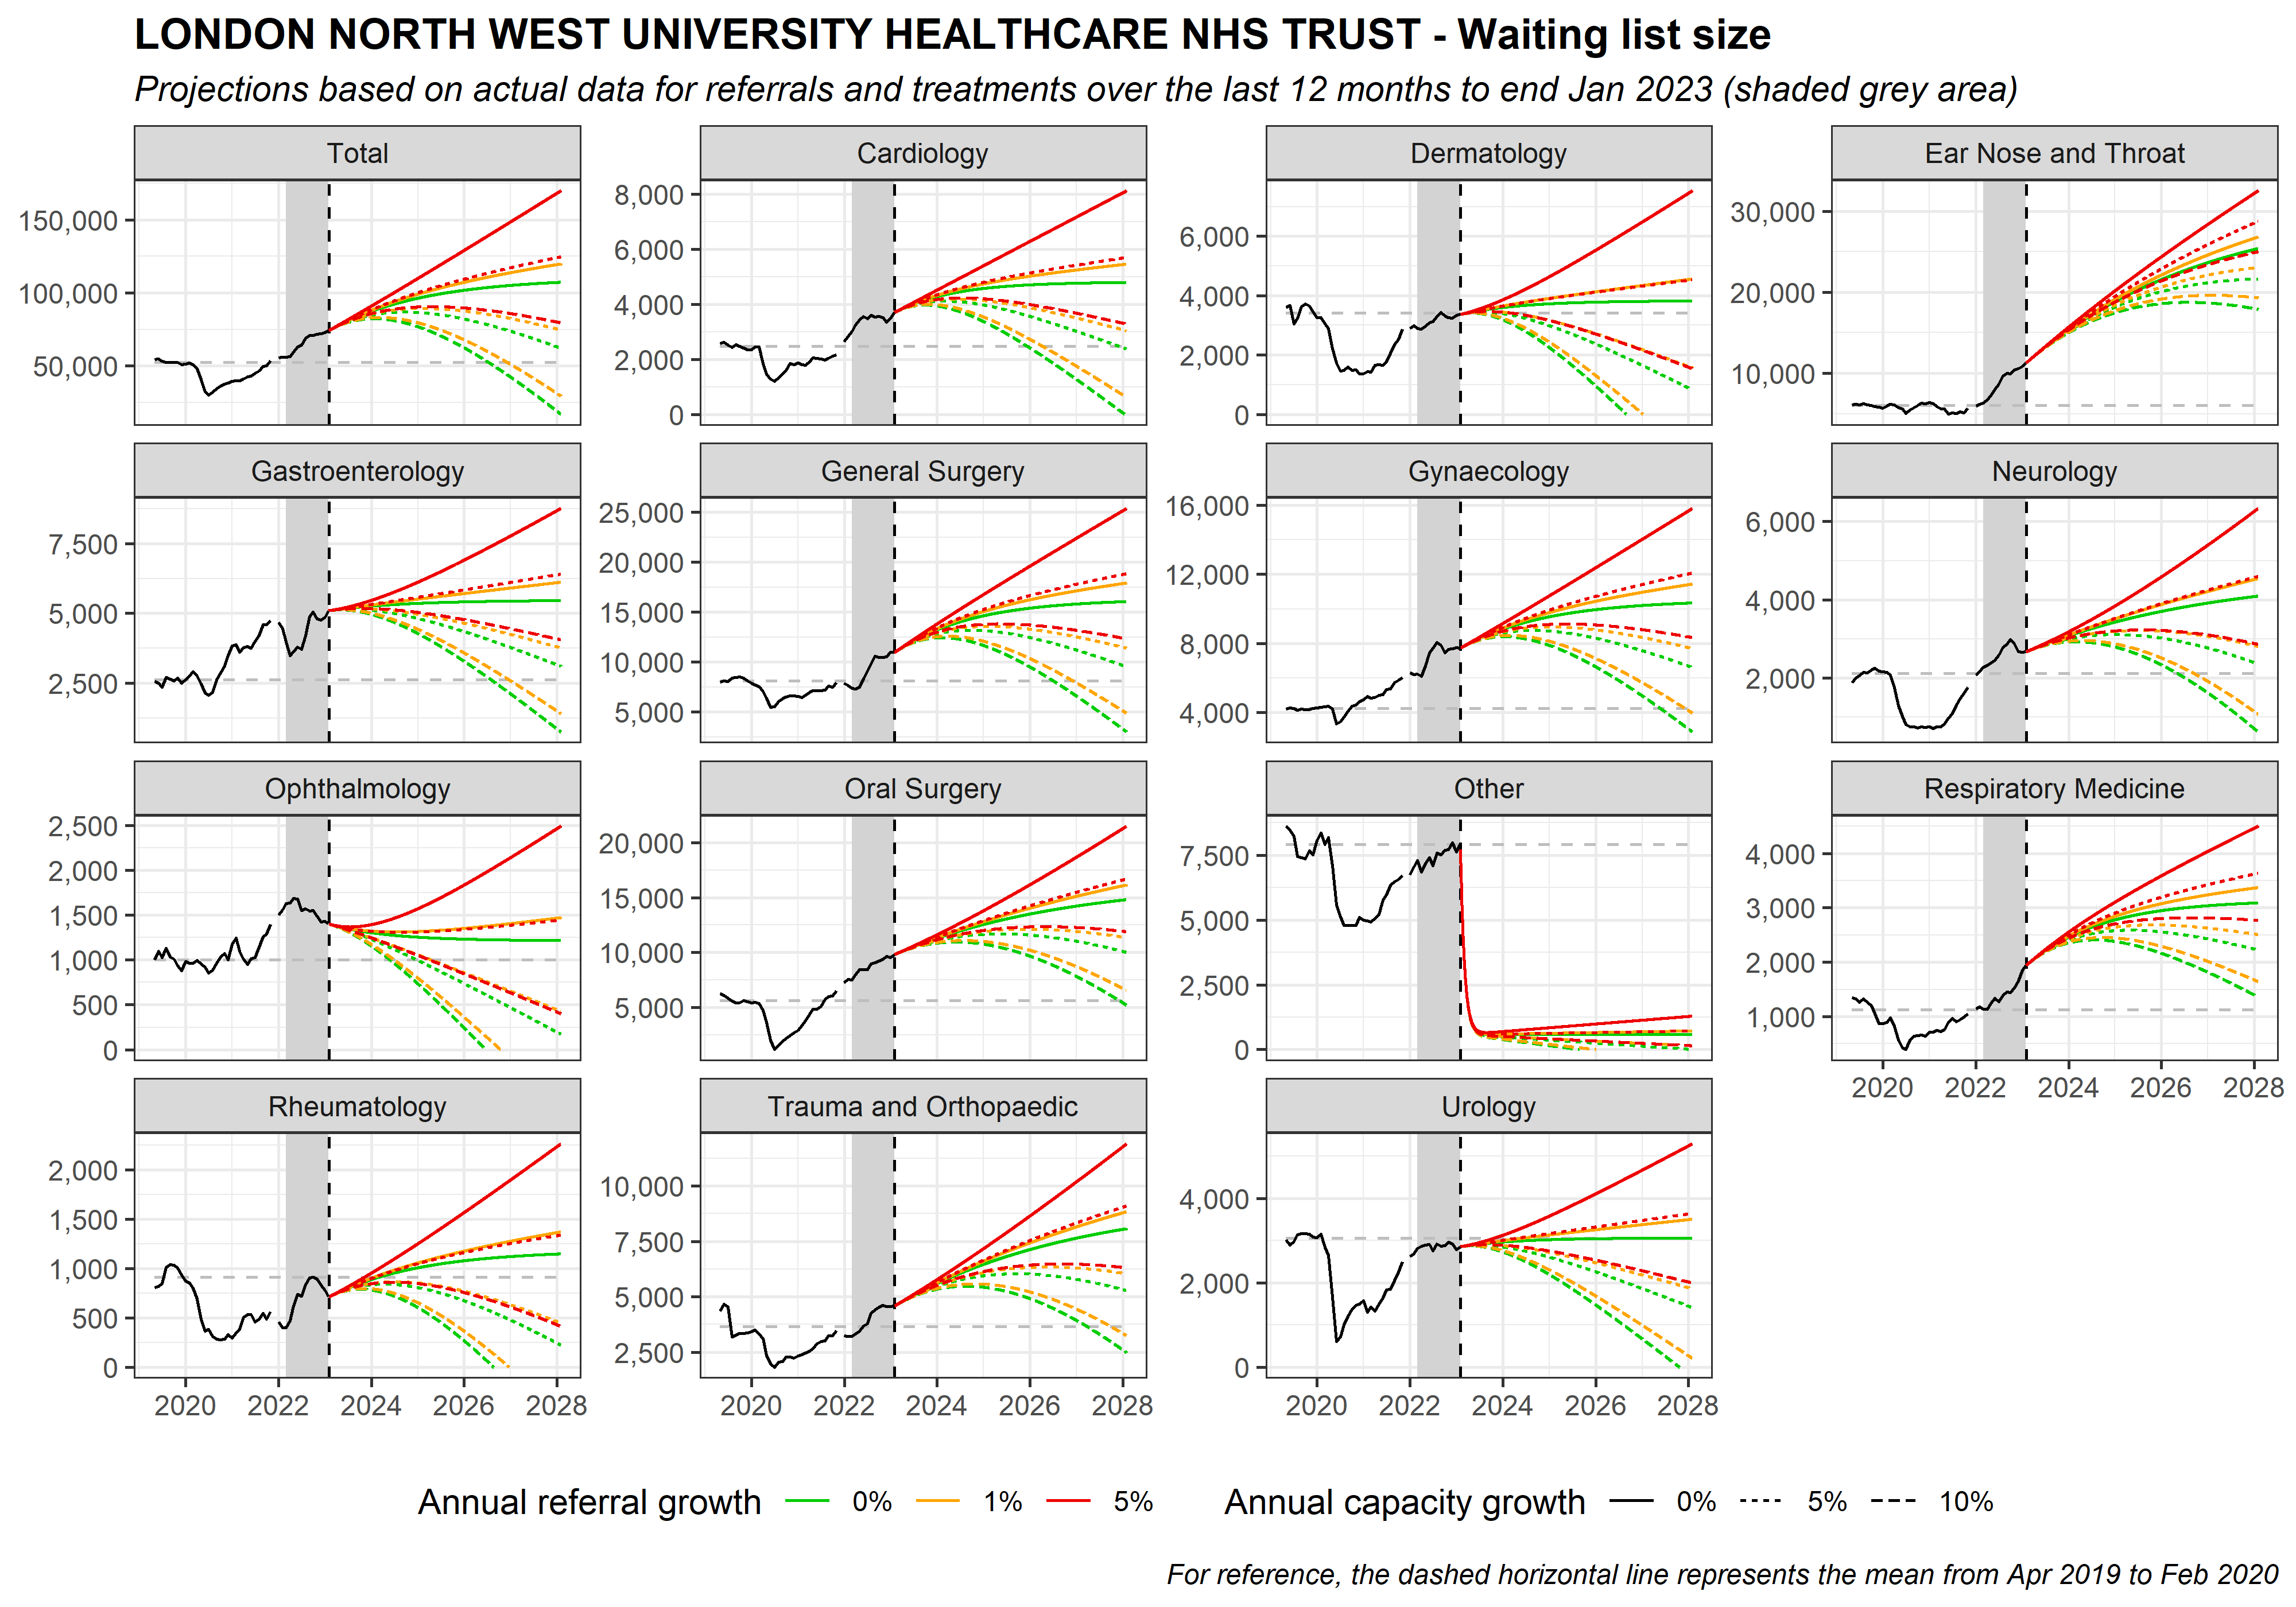 LONDON NORTH WEST UNIVERSITY HEALTHCARE NHS TRUST - Waiting list size
Projections based on actual data for referrals and treatments over the last 12 months to end Jan 2023 (shaded grey area)
Total
150,000
100,000
50,000
Cardiology
8,000
6,000
4,000
2,000
0
Dermatology
6,000
4,000
2,000
0
Ear Nose and Throat
30,000
20,000
10,000
Gastroenterology
7,500
5,000
2,500
General Surgery
25,000
20,000
15,000
10,000
5,000
Gynaecology
16,000
12,000
8,000
4,000
Neurology
6,000
4,000
2,000
Ophthalmology
2,500
2,000
1,500
1,000
500
0
Oral Surgery
20,000
15,000
10,000
5,000
Other
7,500
5,000
2,500
0
Respiratory Medicine
4,000
3,000
2,000
1,000
2020 2022 2024 2026 2028
Rheumatology
2,000
1,500
1,000
500
0
2020 2022 2024 2026 2028
Trauma and Orthopaedic
10,000
7,500
5,000
2,500
2020 2022 2024 2026 2028
Urology
4,000
2,000
0
2020 2022 2024 2026 2028
Annual referral growth 0% 1% 5% Annual capacity growth 0% 5% 10%
For reference, the dashed horizontal line represents the mean from Apr 2019 to Feb 2020